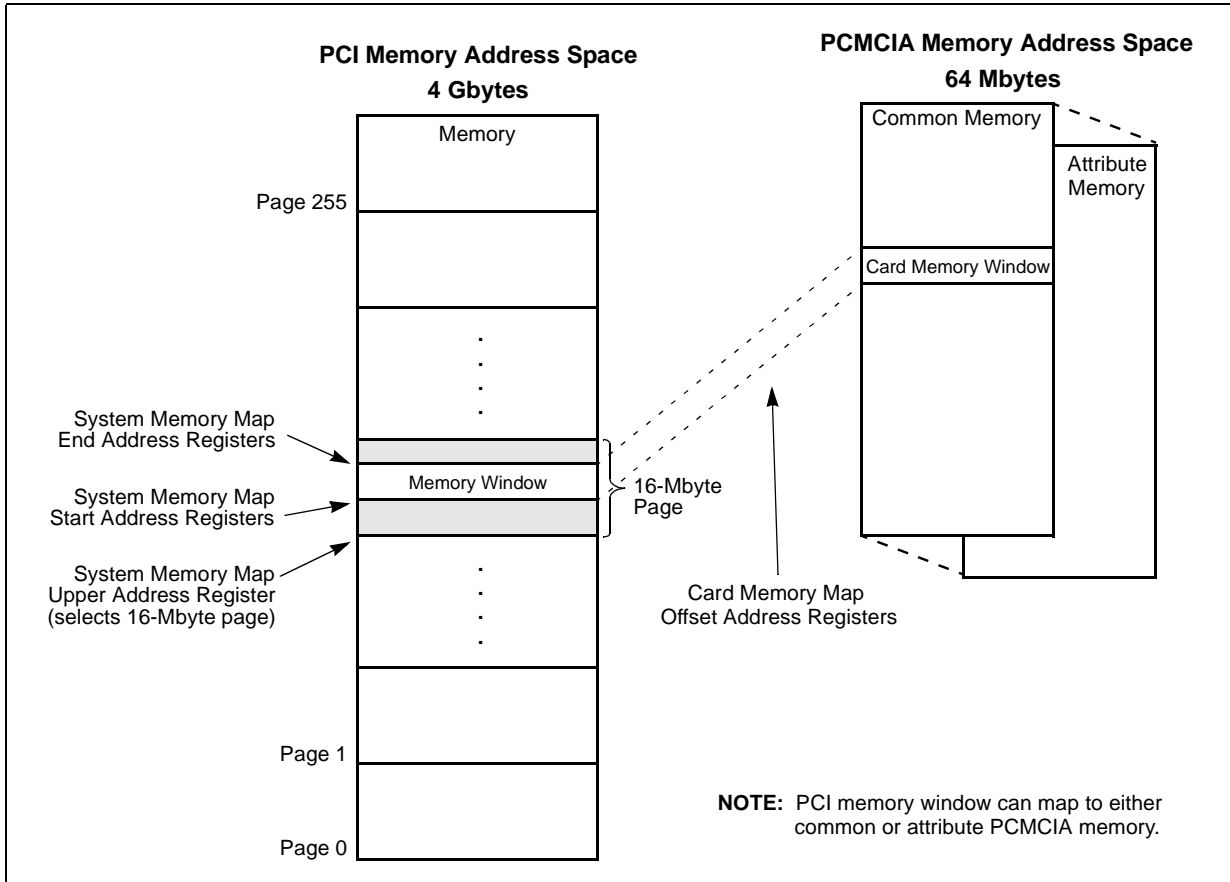 PCI Memory Address Space
4 Gbytes
Memory
Page 255
.
.
.
.
System Memory Map
End Address Registers
Memory Window
System Memory Map
Start Address Registers
16-Mbyte
Page
System Memory Map
Upper Address Register
(selects 16-Mbyte page)
.
.
.
.
Page 1
Page 0
PCMCIA Memory Address Space
64 Mbytes
Common Memory
Attribute
Memory
Card Memory Window
Card Memory Map
Offset Address Registers
NOTE: PCI memory window can map to either
common or attribute PCMCIA memory.